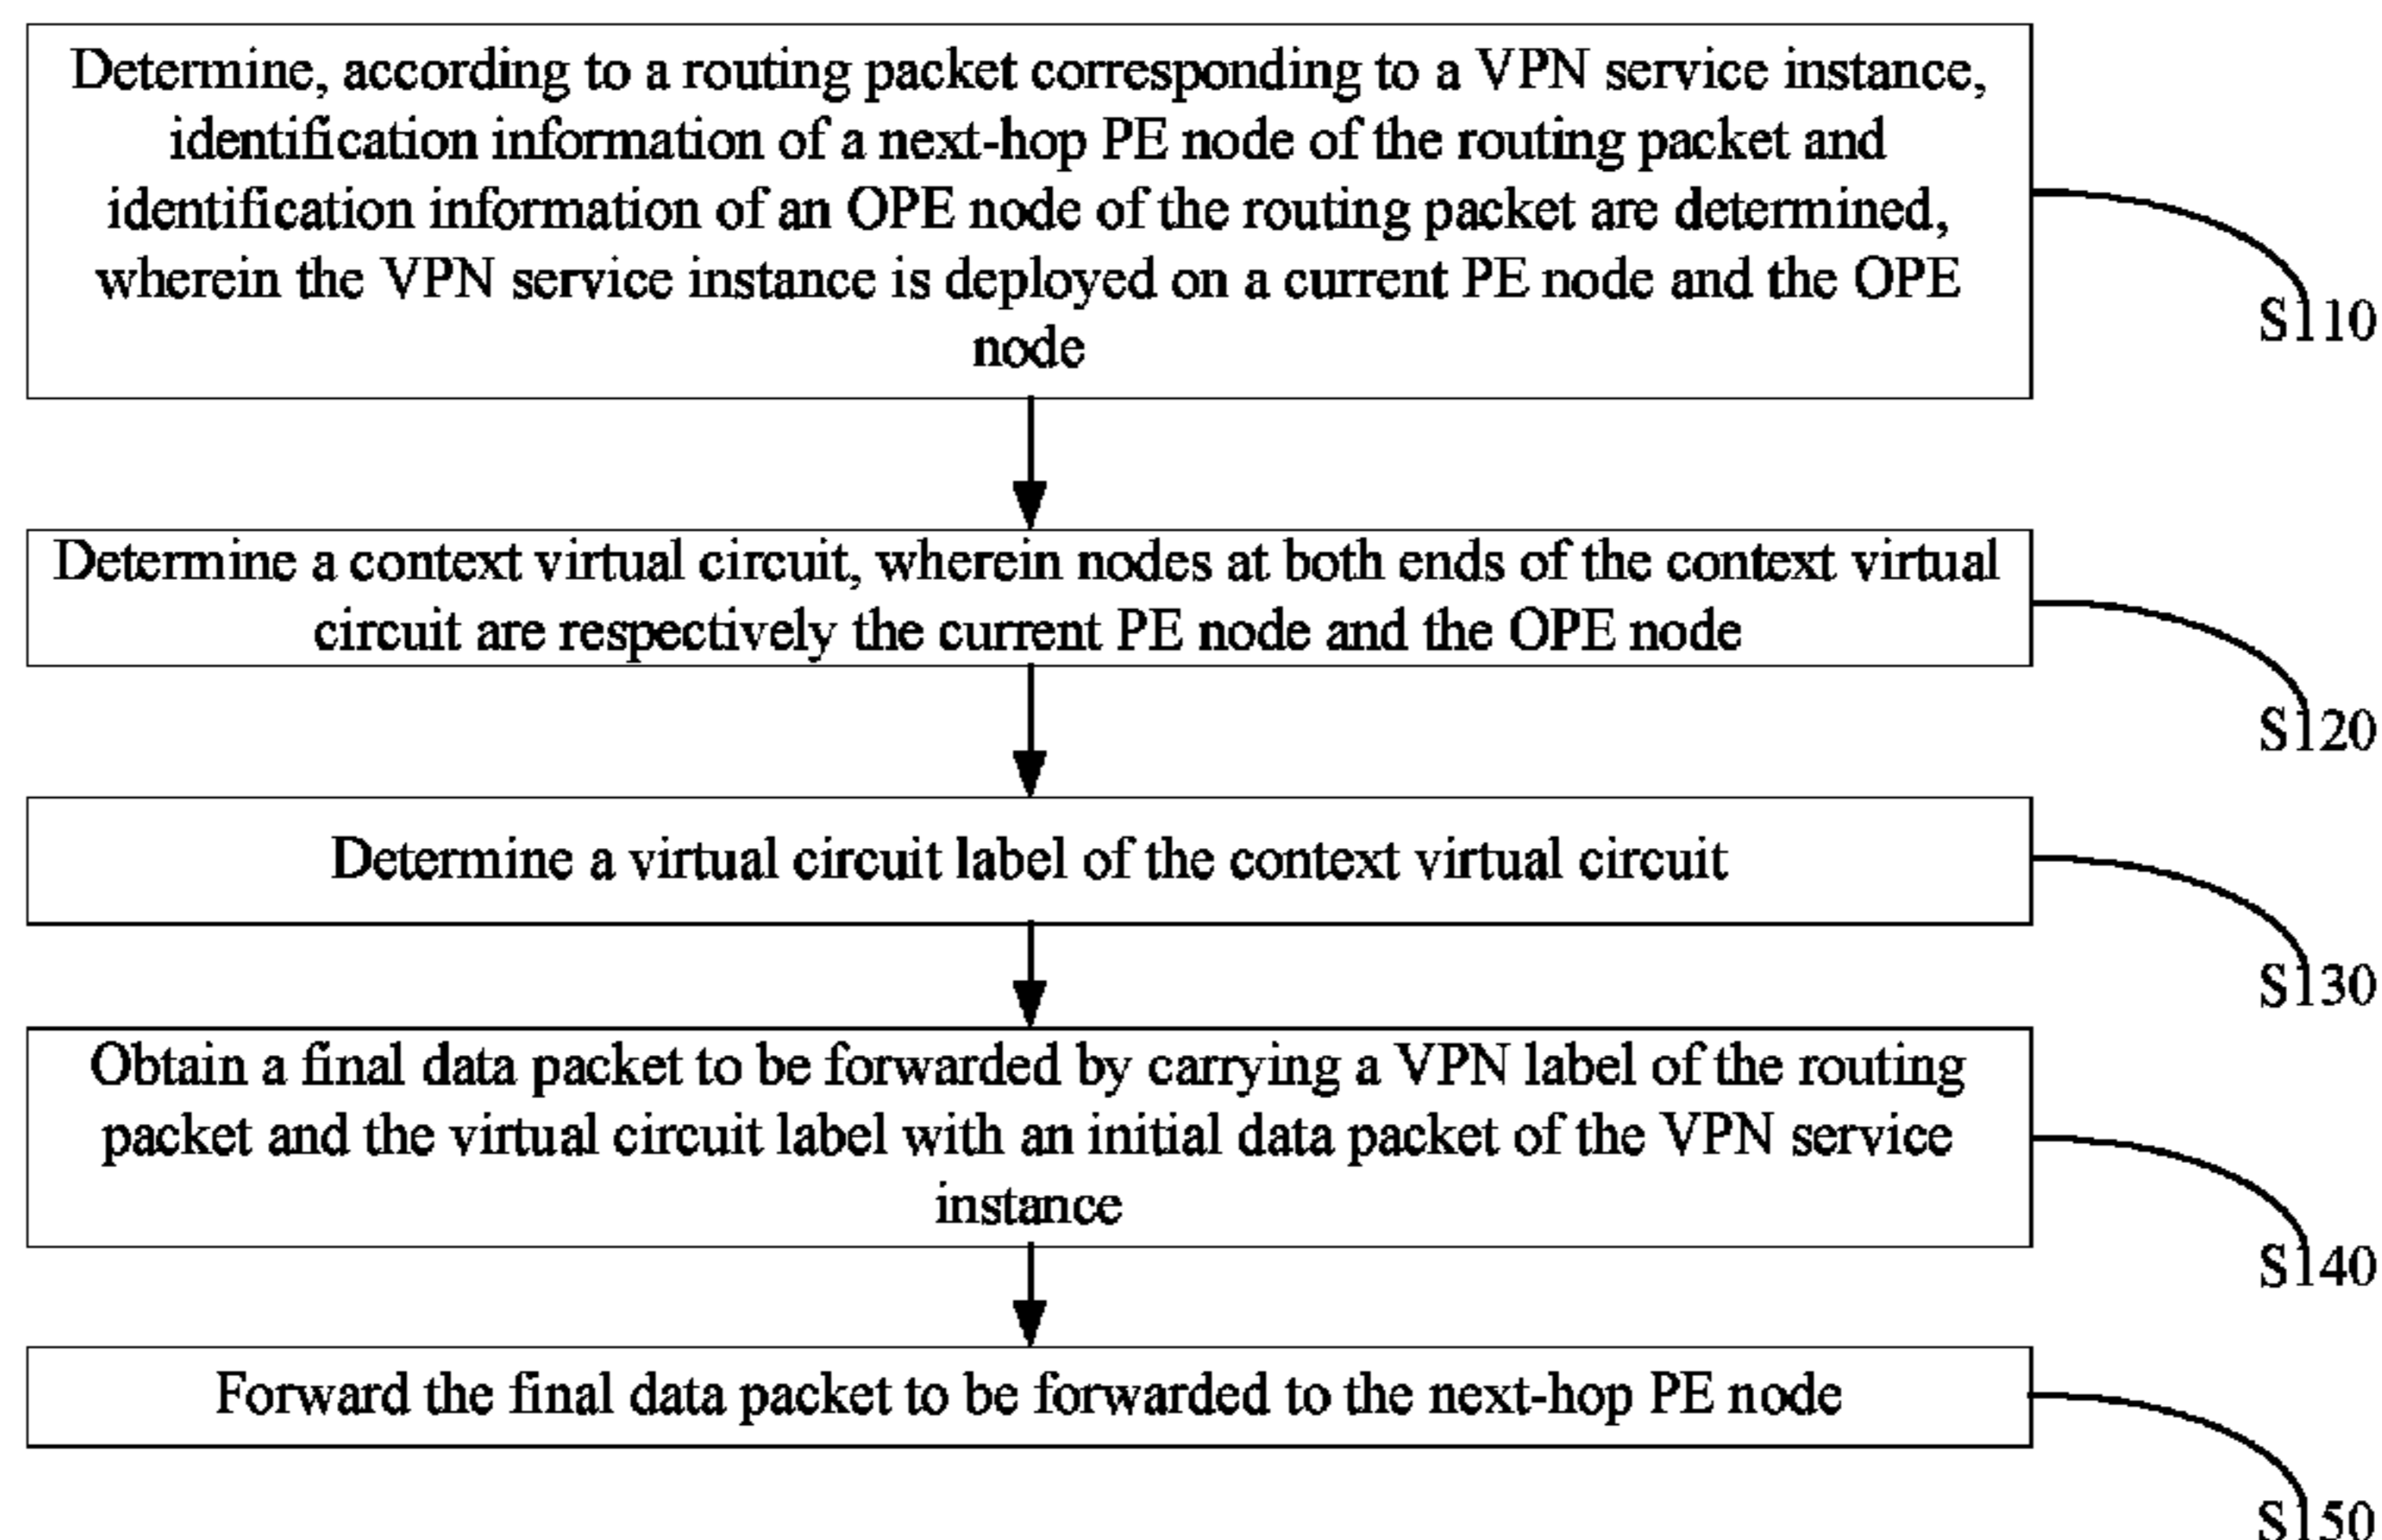 Determine, according to a routing packet corresponding to a VPN service instance,
identification information of a next-hop PE node of the routing packet and
identification information of an OPE node of the routing packet are determined,
wherein the VPN service instance is deployed on a current PE node and the OPE
node
S110
Determine a context virtual circuit, wherein nodes at both ends of the context virtual
circuit are respectively the current PE node and the OPE node
S120
Determine a virtual circuit label of the context virtual circuit
S130
Obtain a final data packet to be forwarded by carrying a VPN label of the routing
packet and the virtual circuit label with an initial data packet of the VPN service
instance
S140
Forward the final data packet to be forwarded to the next-hop PE node
S150